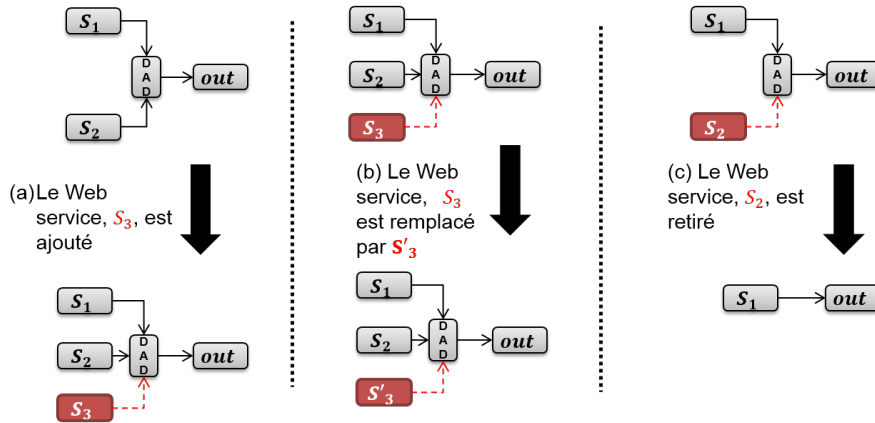 S₁
D
A
D
out
S₂
(a) Le Web
service, S₃, est
ajouté
S₁
S₂
D
A
D
out
S₃
S₁
S₂
D
A
D
out
S₃
(b) Le Web
service, S₃
est remplacé
par S'₃
S₁
S₂
D
A
D
out
S'₃
S₁
D
A
D
out
S₂
(c) Le Web
service, S₂, est
retiré
S₁
out